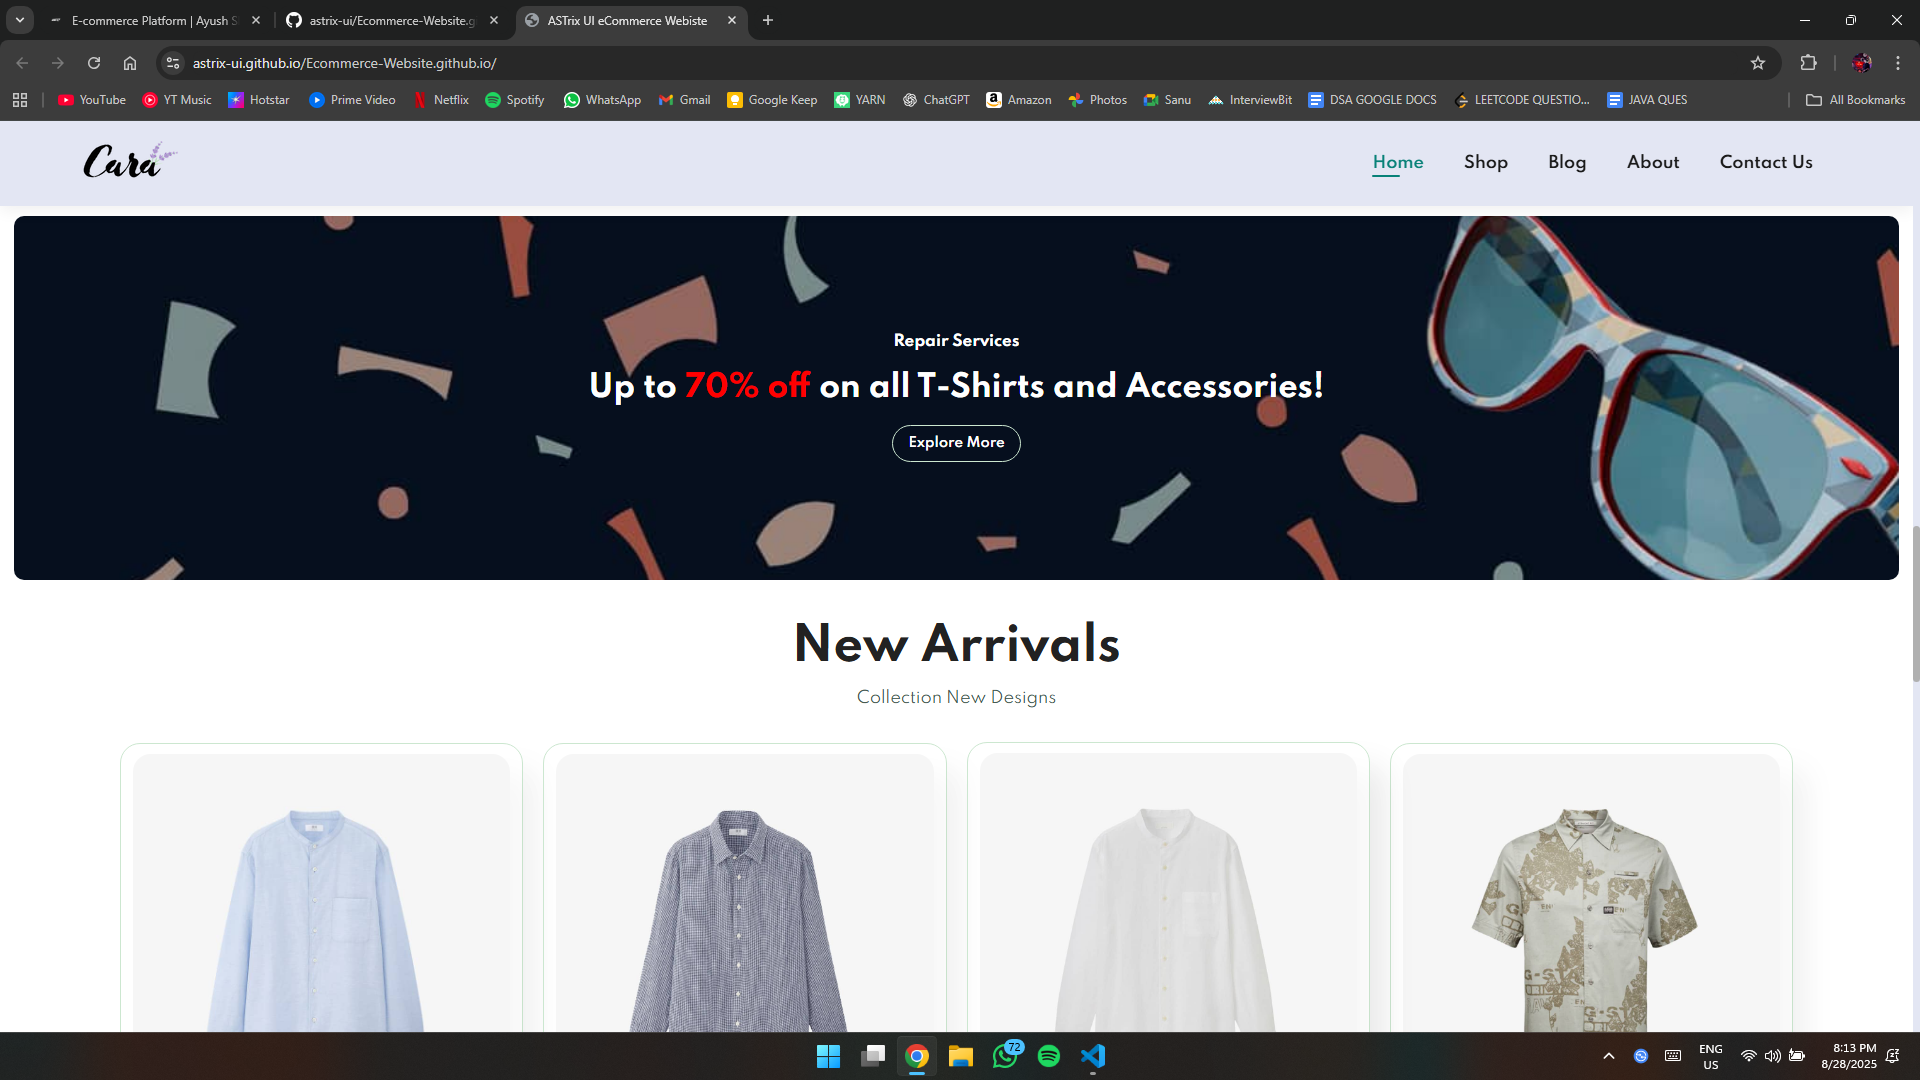 E-commerce Platform | Ayush S
astrix-ui/Ecommerce-Website.g
ASTrix UI eCommerce Webiste
astrix-ui.github.io/Ecommerce-Website.github.io/
YouTube
YT Music
Hotstar
Prime Video
Netflix
Spotify
WhatsApp
Gmail
Google Keep
YARN
ChatGPT
Amazon
Photos
Sanu
InterviewBit
DSA GOOGLE DOCS
LEETCODE QUESTIO...
JAVA QUES
All Bookmarks
Cara
Home
Shop
Blog
About
Contact Us
Repair Services
Up to 70% off on all T-Shirts and Accessories!
Explore More
New Arrivals
Collection New Designs
72
ENG
US
8:13 PM
8/28/2025